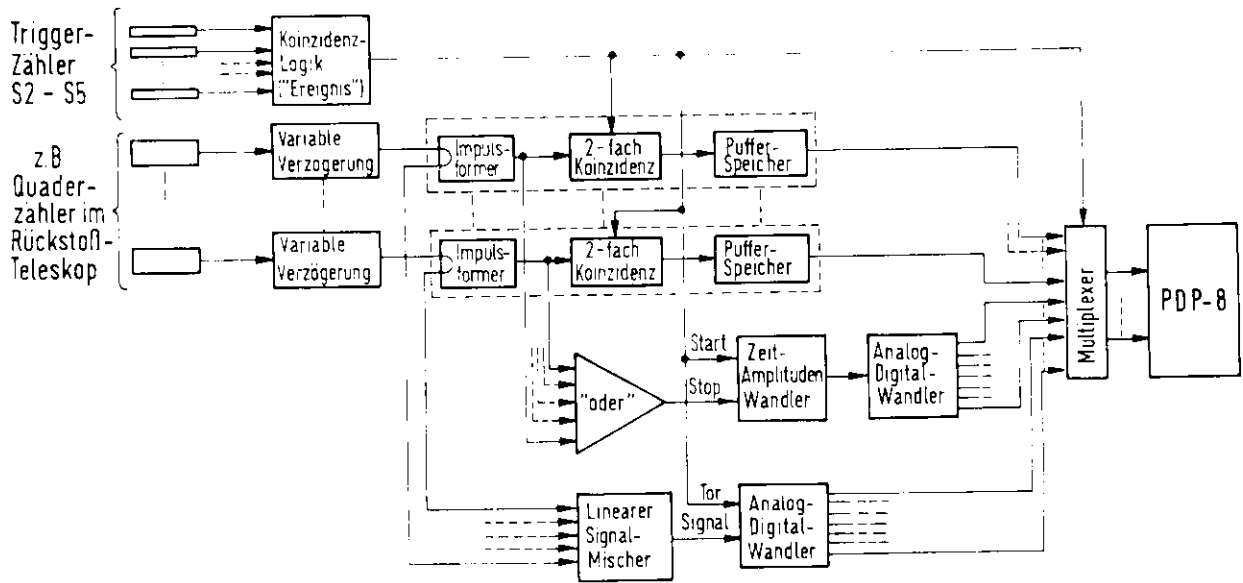 Trigger-
Zähler
S2 - S5
Koinzidenz-
Logik
("Ereignis")
z.B
Quader-
zähler im
Rückstoß-
Teleskop
Variable
Verzögerung
Impuls-
former
2-fach
Koinzidenz
Puffer-
Speicher
Variable
Verzögerung
Impuls-
former
2-fach
Koinzidenz
Puffer-
Speicher
Multiplexer
PDP-8
"oder"
Start
Stop
Zeit-
Amplituden
Wandler
Analog-
Digital-
Wandler
Linearer
Signal-
Mischer
Tor
Signal
Analog-
Digital-
Wandler